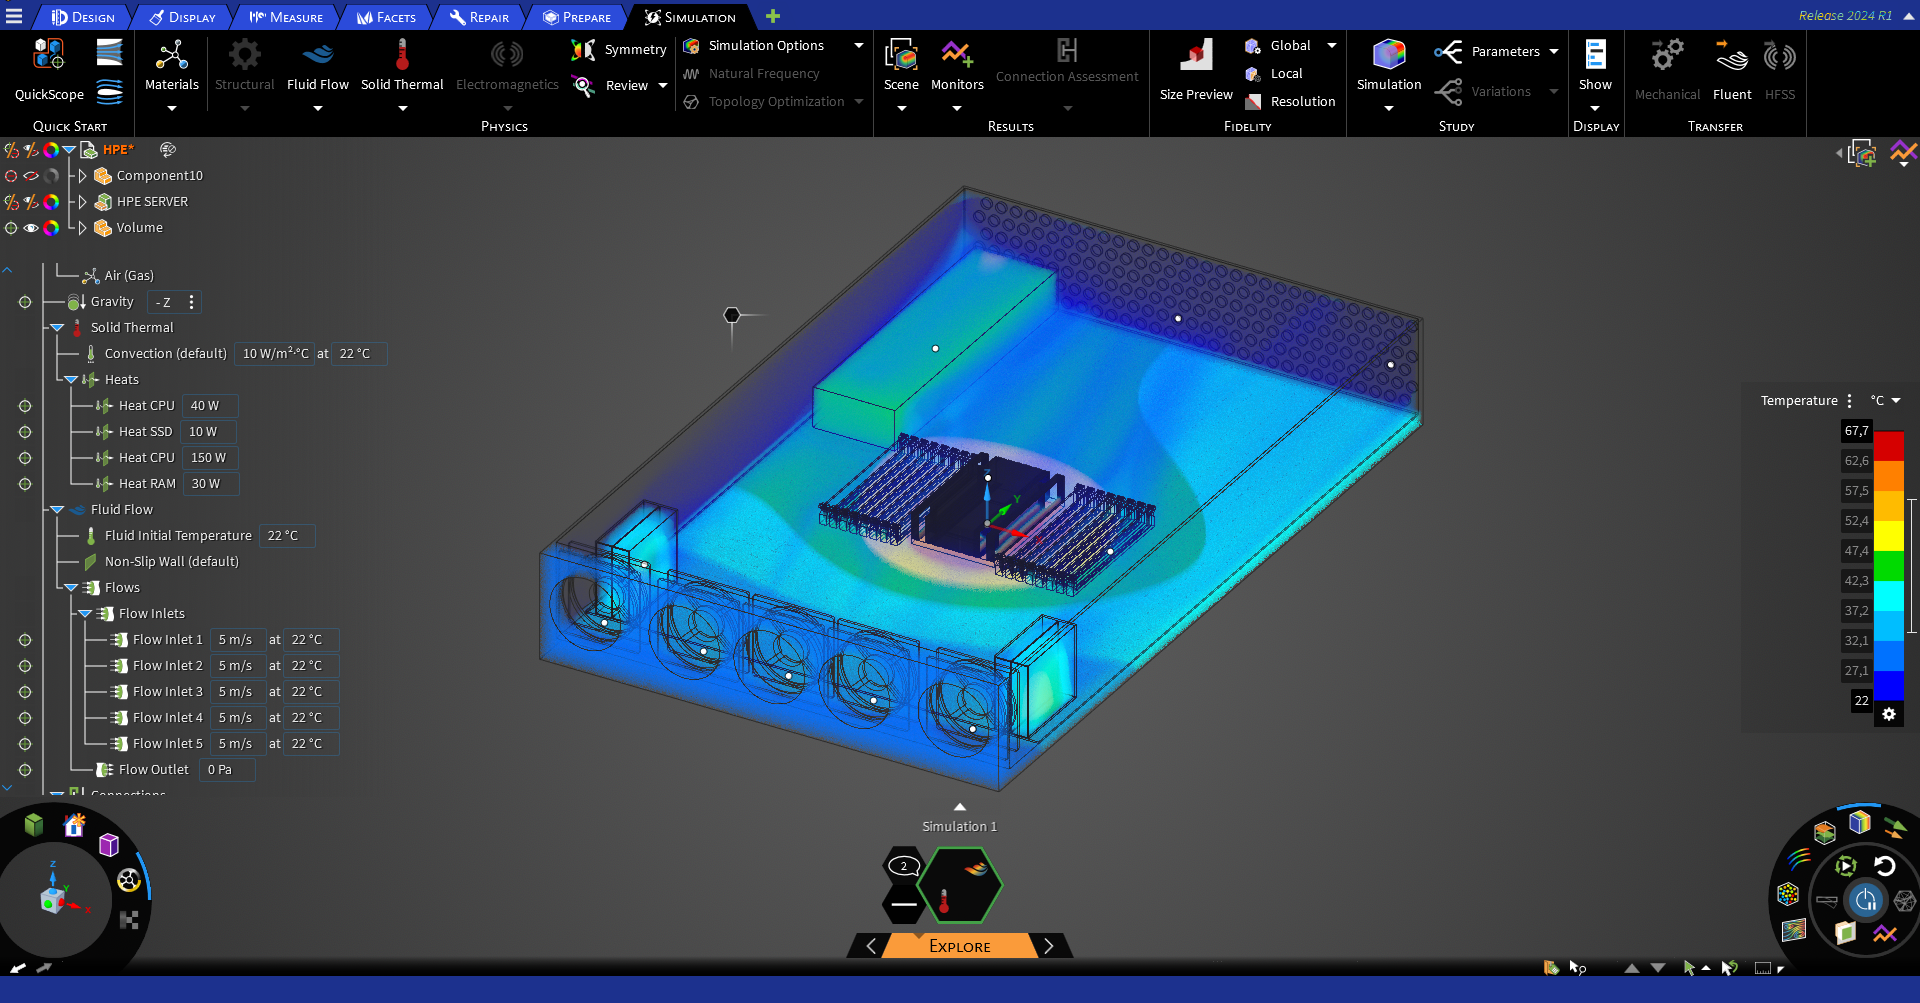 DESIGN DISPLAY MEASURE FACETS REPAIR PREPARE SIMULATION
Release 2024 R1
QuickScope
QUICK START
Materials
Structural
Fluid Flow
Solid Thermal
Electromagnetics
Symmetry
Review
Simulation Options
Natural Frequency
Topology Optimization
PHYSICS
Scene
Monitors
Connection Assessment
RESULTS
Size Preview
Global
Local
Resolution
FIDELITY
Simulation
Parameters
Variations
STUDY
Show
DISPLAY
Mechanical
Fluent
HFSS
TRANSFER
HPE*
Component10
HPE SERVER
Volume
Air (Gas)
Gravity - Z
Solid Thermal
Convection (default) 10 W/m²·°C at 22 °C
Heats
Heat CPU 40 W
Heat SSD 10 W
Heat CPU 150 W
Heat RAM 30 W
Fluid Flow
Fluid Initial Temperature 22 °C
Non-Slip Wall (default)
Flows
Flow Inlets
Flow Inlet 1 5 m/s at 22 °C
Flow Inlet 2 5 m/s at 22 °C
Flow Inlet 3 5 m/s at 22 °C
Flow Inlet 4 5 m/s at 22 °C
Flow Inlet 5 5 m/s at 22 °C
Flow Outlet 0 Pa
Connections
Z
Y
X
Z
Y
X
Temperature °C
67,7
62,6
57,5
52,4
47,4
42,3
37,2
32,1
27,1
22
Simulation 1
2
EXPLORE